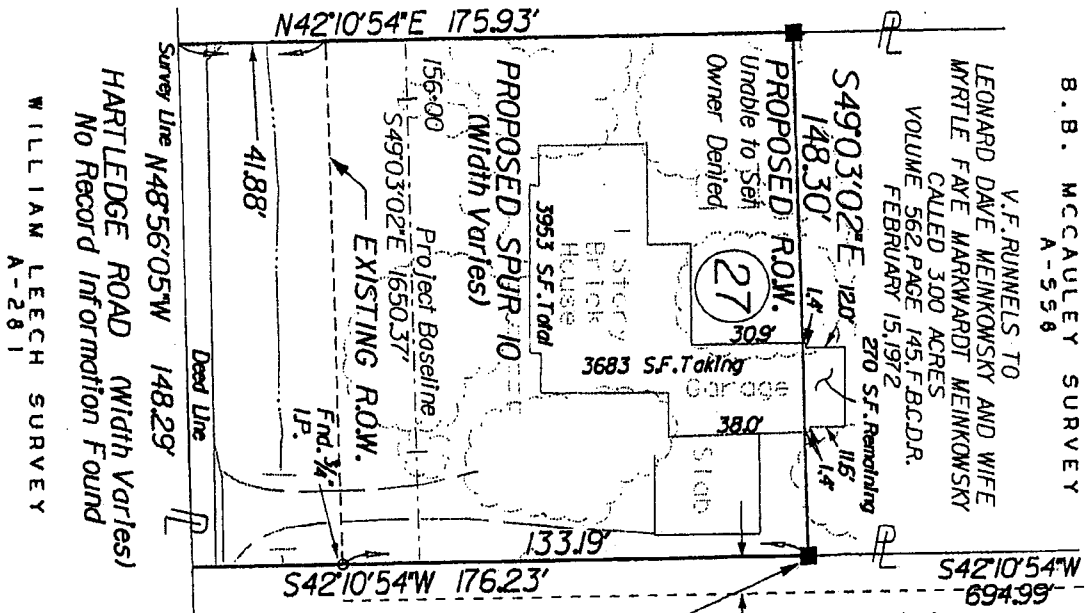 B.B. MCCAULEY SURVEY
A-558
V.F.RUNNELS TO
LEONARD DAVE MEINKOWSKY AND WIFE
MYRTLE FAYE MARKWARDT MEINKOWSKY
CALLED 3.00 ACRES
VOLUME 562,PAGE 145,F.B.C.D.R.
FEBRUARY 15,1972
PL
PL
S42°10'54"W
694.99'
S49°03'02"E
148.30'
12.0'
1.4'
270 S.F.Remaining
11.6'
1.4'
PROPOSED R.O.W.
Unable to Set
Owner Denied
27
30.9'
3683 S.F.Taking
Garage
38.0'
Slab
1 Story
Brick
House
3953 S.F.Total
PROPOSED SPUR 10
(Width Varies)
156+00
Project Baseline
S49°03'02"E 1650.37'
EXISTING R.O.W.
Fnd. 3/4"
I.P.
N42°10'54"E 175.93'
133.19'
S42°10'54"W 176.23'
41.88'
Survey Line N48°56'05"W 148.29'
Deed Line
PL
HARTLEDGE ROAD (Width Varies)
No Record Information Found
WILLIAN LEECH SURVEY
A-281